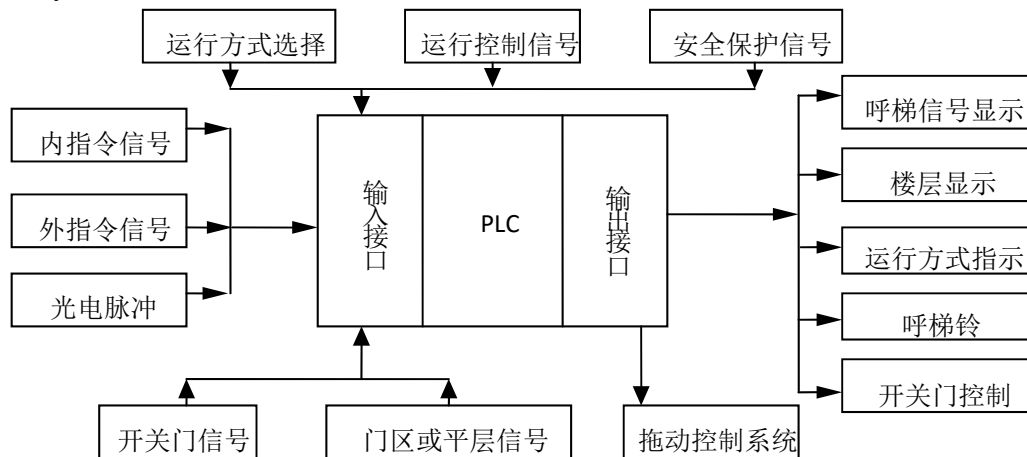 运行方式选择
运行控制信号
安全保护信号
内指令信号
外指令信号
光电脉冲
输入接口
PLC
输出接口
呼梯信号显示
楼层显示
运行方式指示
呼梯铃
开关门控制
开关门信号
门区或平层信号
拖动控制系统